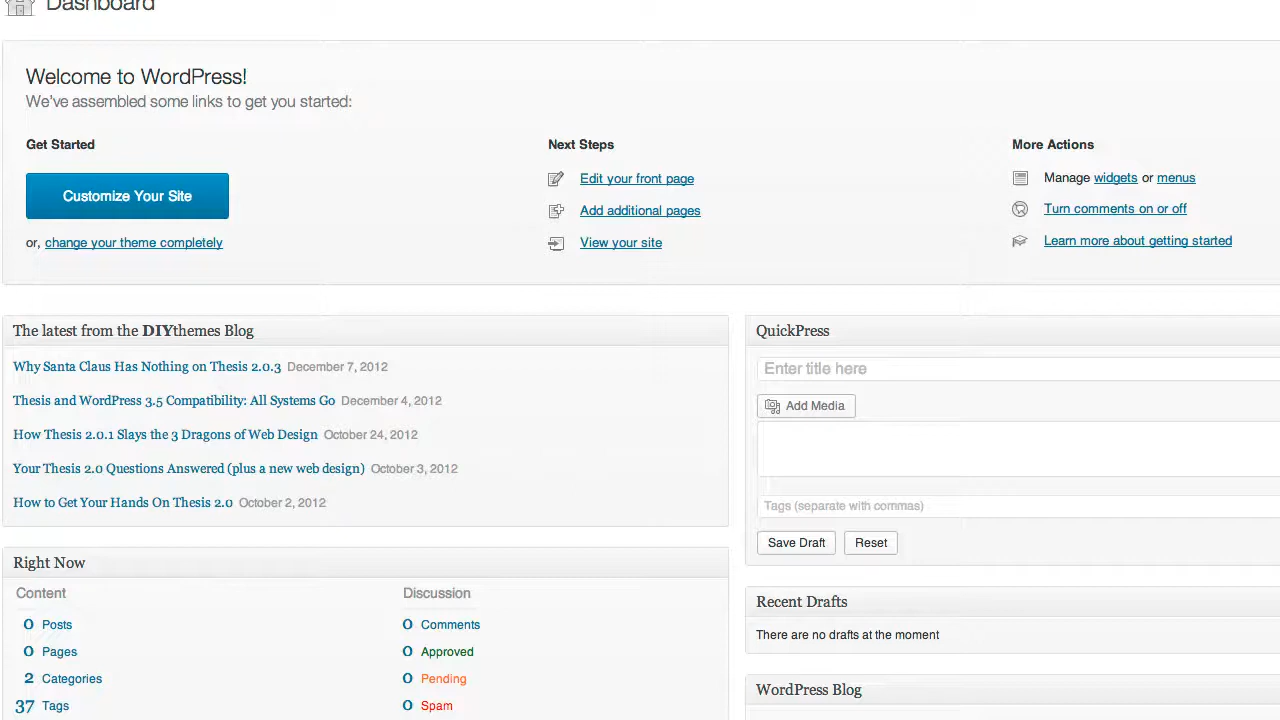 Dashboard
Welcome to WordPress!
We've assembled some links to get you started:
Get Started
Customize Your Site
or, change your theme completely
Next Steps
Edit your front page
Add additional pages
View your site
More Actions
Manage widgets or menus
Turn comments on or off
Learn more about getting started
The latest from the DIYthemes Blog
Why Santa Claus Has Nothing on Thesis 2.0.3 December 7, 2012
Thesis and WordPress 3.5 Compatibility: All Systems Go December 4, 2012
How Thesis 2.0.1 Slays the 3 Dragons of Web Design October 24, 2012
Your Thesis 2.0 Questions Answered (plus a new web design) October 3, 2012
How to Get Your Hands On Thesis 2.0 October 2, 2012
Right Now
Content
0 Posts
0 Pages
2 Categories
37 Tags
Discussion
0 Comments
0 Approved
0 Pending
0 Spam
QuickPress
Enter title here
Add Media
Tags (separate with commas)
Save Draft
Reset
Recent Drafts
There are no drafts at the moment
WordPress Blog